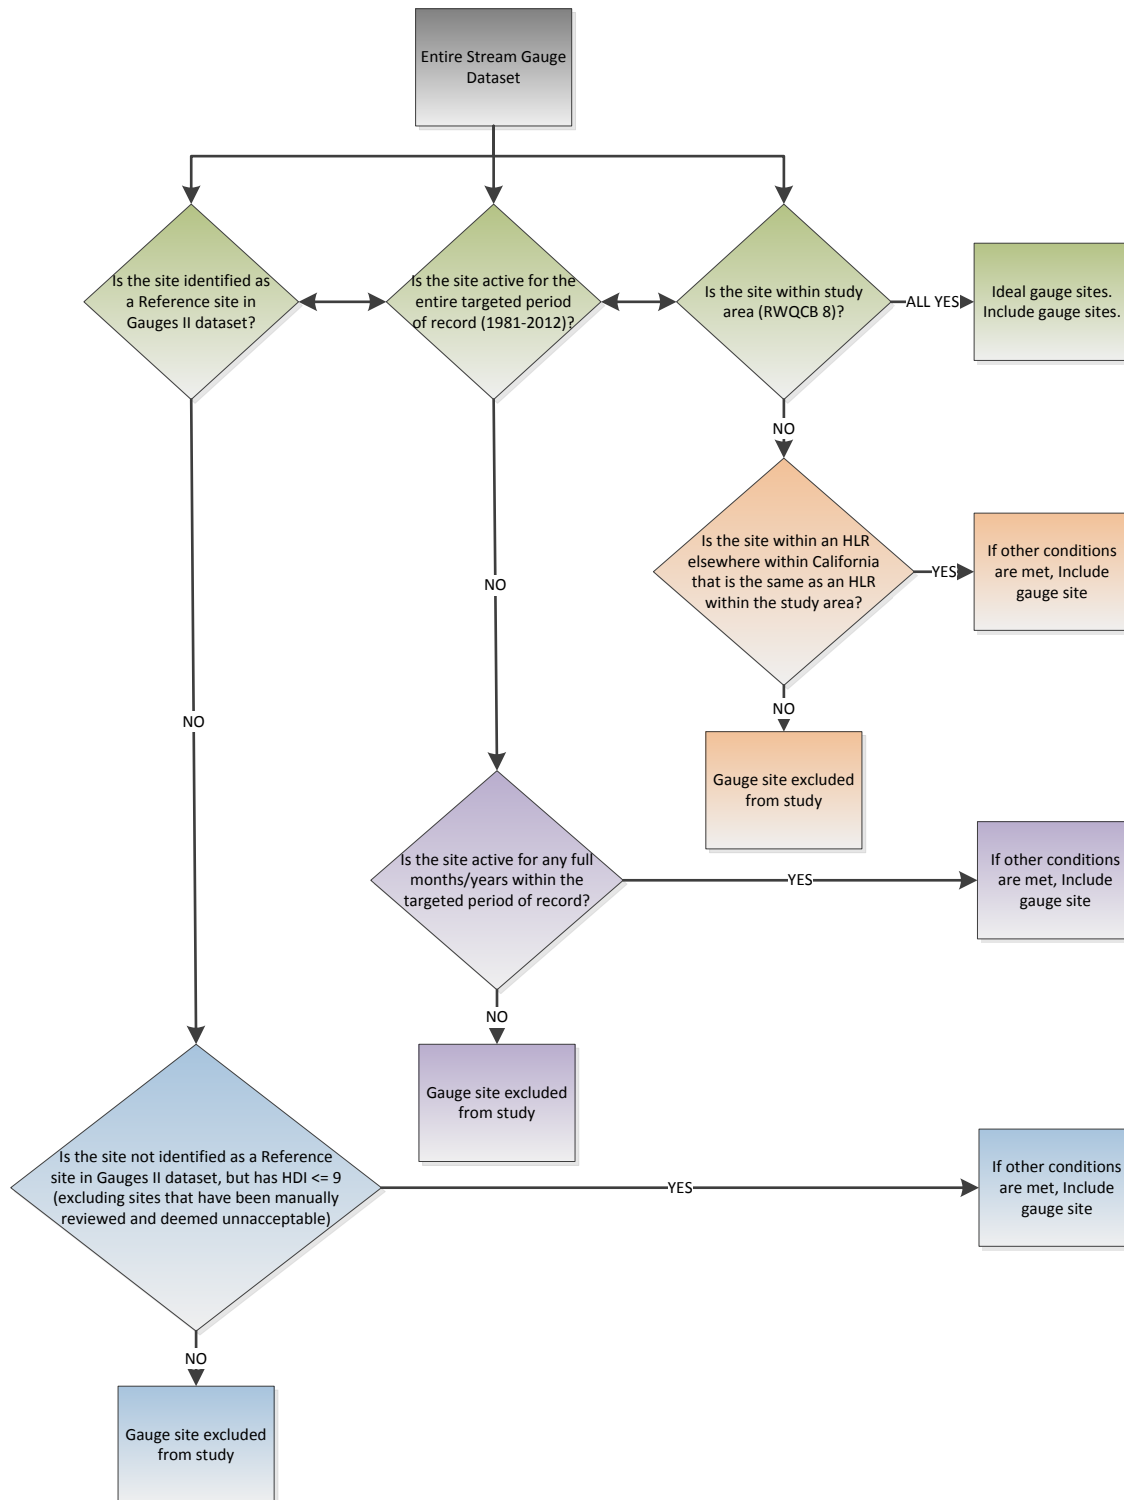 Entire Stream Gauge
Dataset
Is the site identified as
a Reference site in
Gauges II dataset?
Is the site active for the
entire targeted period
of record (1981-2012)?
Is the site within study
area (RWQCB 8)?
ALL YES
Ideal gauge sites.
Include gauge sites.
NO
Is the site within an HLR
elsewhere within California
that is the same as an HLR
within the study area?
YES
If other conditions
are met, Include
gauge site
NO
NO
NO
Gauge site excluded
from study
Is the site active for any full
months/years within the
targeted period of record?
YES
If other conditions
are met, Include
gauge site
NO
Gauge site excluded
from study
Is the site not identified as a Reference
site in Gauges II dataset, but has HDI <= 9
(excluding sites that have been manually
reviewed and deemed unnacceptable)
YES
If other conditions
are met, Include
gauge site
NO
Gauge site excluded
from study